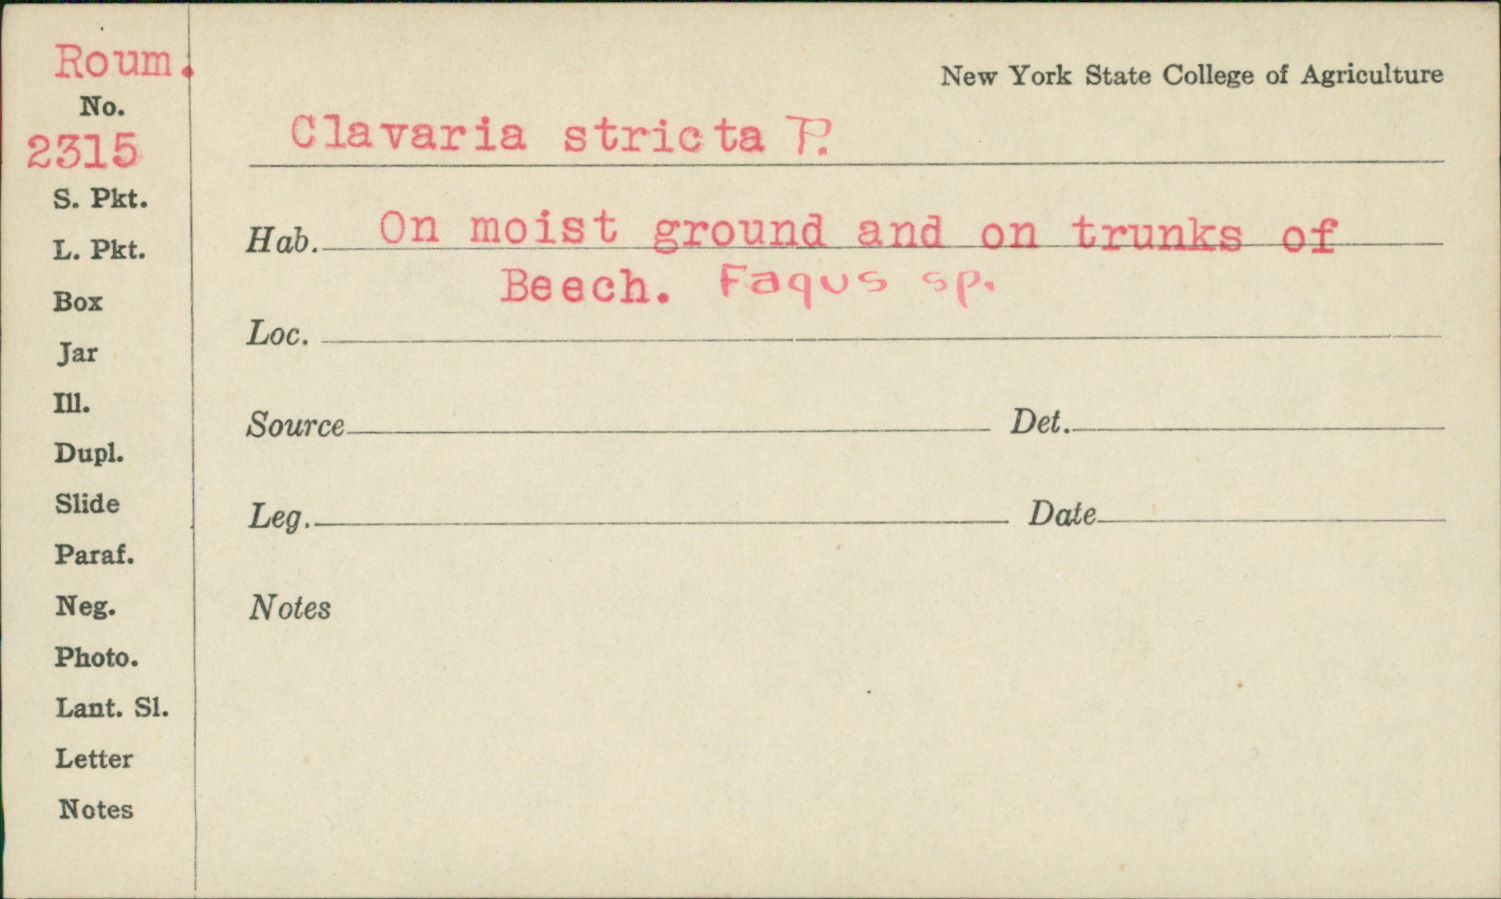 Roum.
No.
2315
S. Pkt.
L. Pkt.
Box
Jar
Ill.
Dupl.
Slide
Paraf.
Neg.
Photo.
Lant. Sl.
Letter
Notes
New York State College of Agriculture
Clavaria stricta P.
Hab. On moist ground and on trunks of
Beech. Fagus sp.
Loc.
Source Det.
Leg. Date
Notes